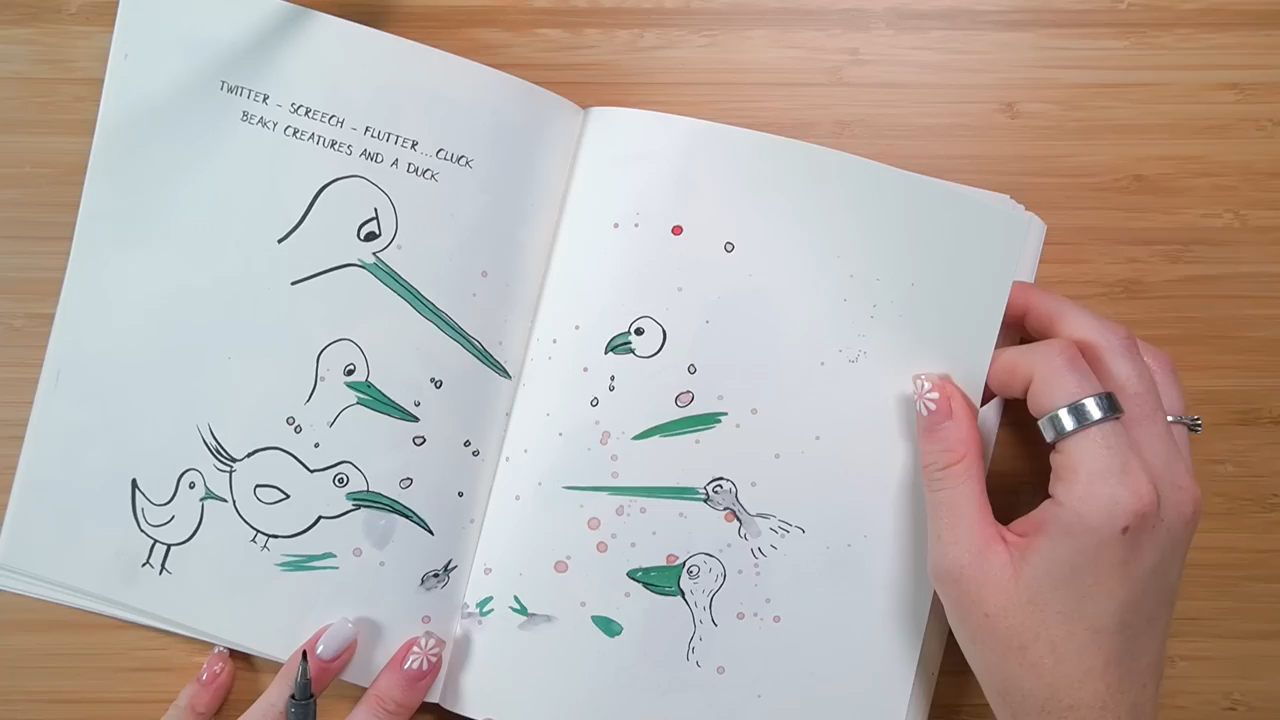 TWITTER - SCREECH - FLUTTER...CLUCK
BEAKY CREATURES AND A DUCK